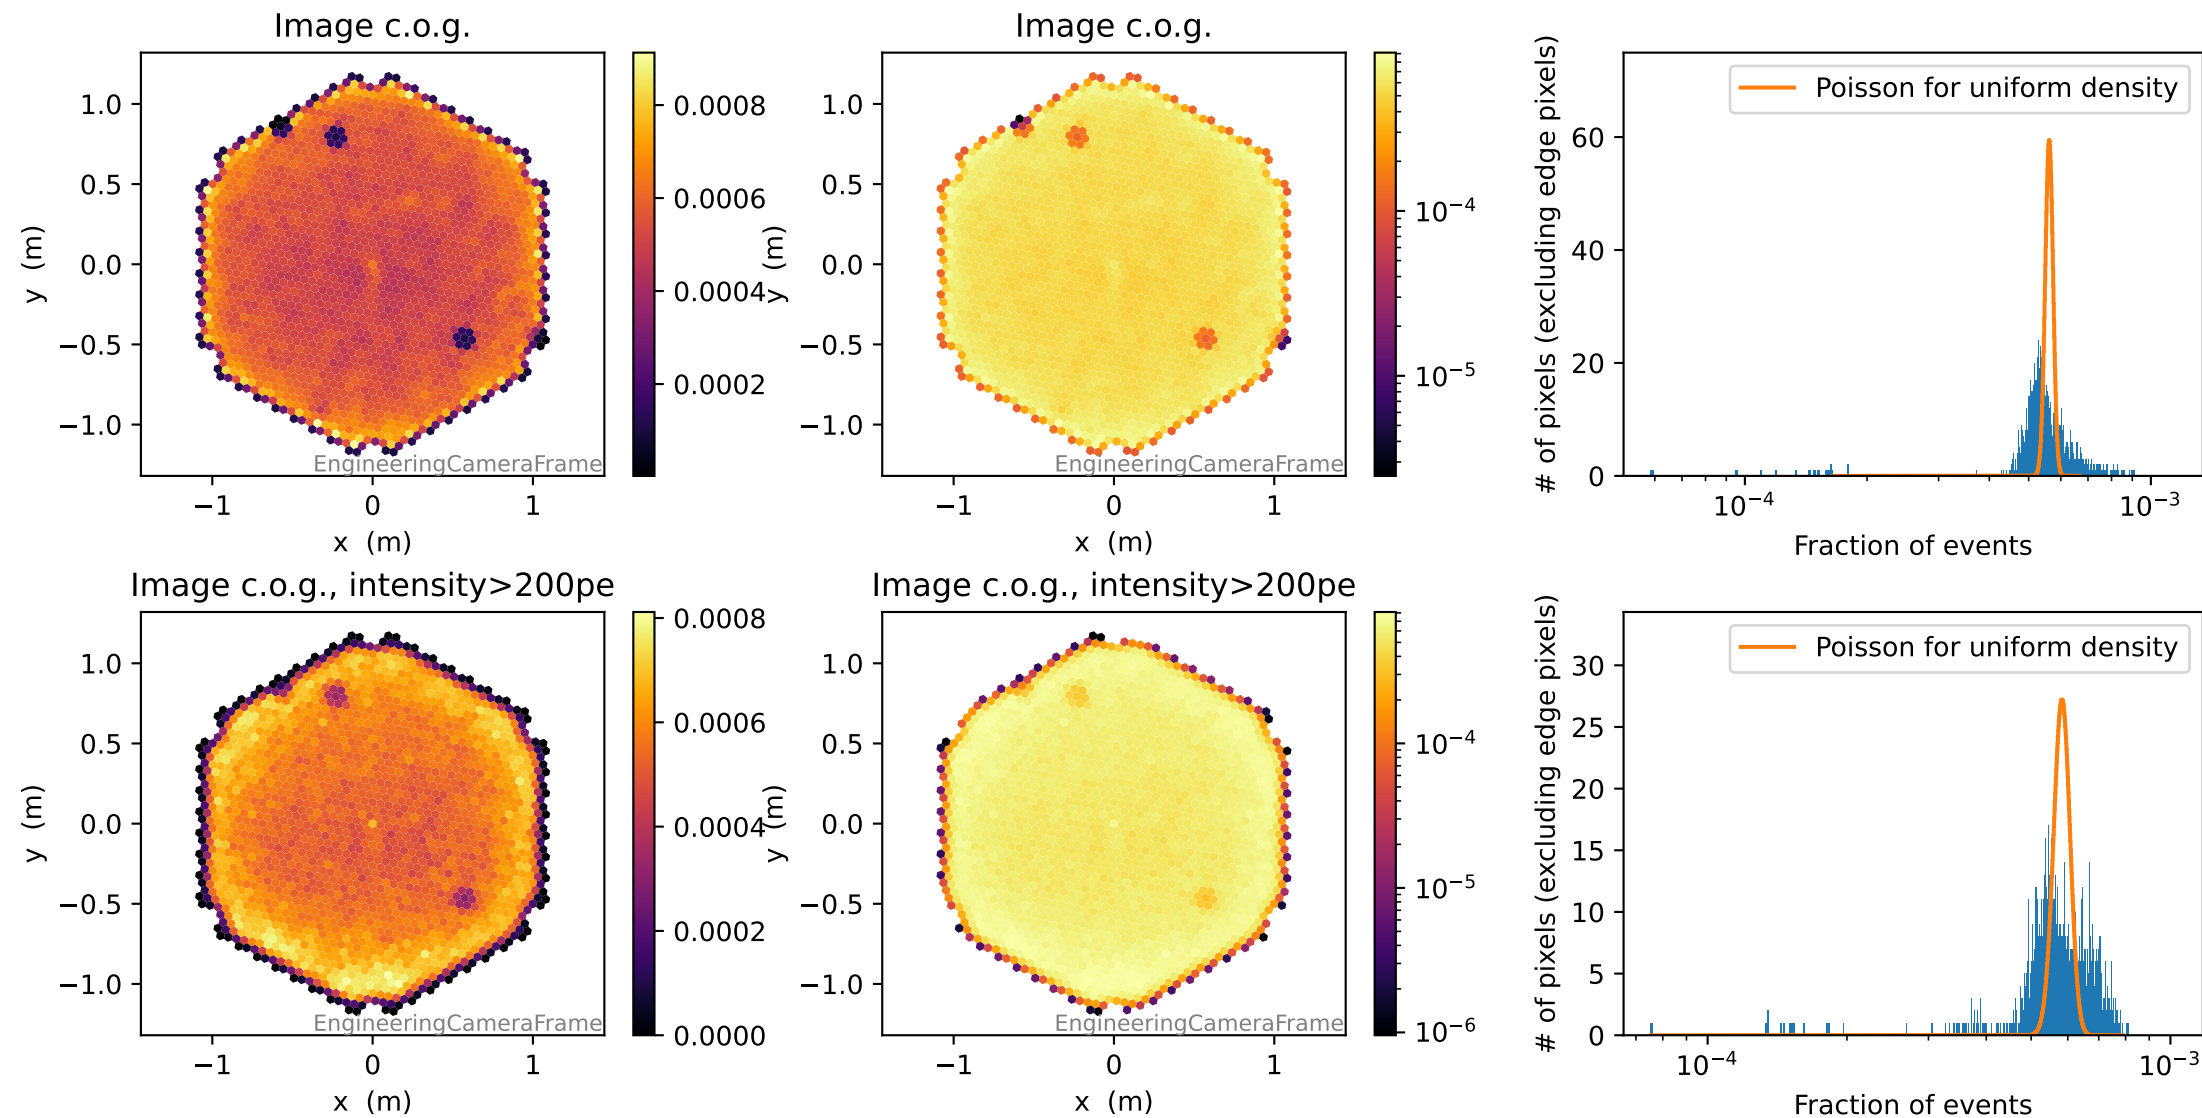 Image c.o.g.
1.0
0.5
0.0
−0.5
−1.0
y (m)
−1
0
1
x (m)
EngineeringCameraFrame
0.0008
0.0006
0.0004
0.0002
Image c.o.g.
1.0
0.5
0.0
−0.5
−1.0
y (m)
−1
0
1
x (m)
EngineeringCameraFrame
10⁻⁴
10⁻⁵
# of pixels (excluding edge pixels)
60
40
20
0
Poisson for uniform density
10⁻⁴
10⁻³
Fraction of events
Image c.o.g., intensity>200pe
1.0
0.5
0.0
−0.5
−1.0
y (m)
−1
0
1
x (m)
EngineeringCameraFrame
0.0008
0.0006
0.0004
0.0002
0.0000
Image c.o.g., intensity>200pe
1.0
0.5
0.0
−0.5
−1.0
y (m)
−1
0
1
x (m)
EngineeringCameraFrame
10⁻⁴
10⁻⁵
10⁻⁶
# of pixels (excluding edge pixels)
30
25
20
15
10
5
0
Poisson for uniform density
10⁻⁴
10⁻³
Fraction of events